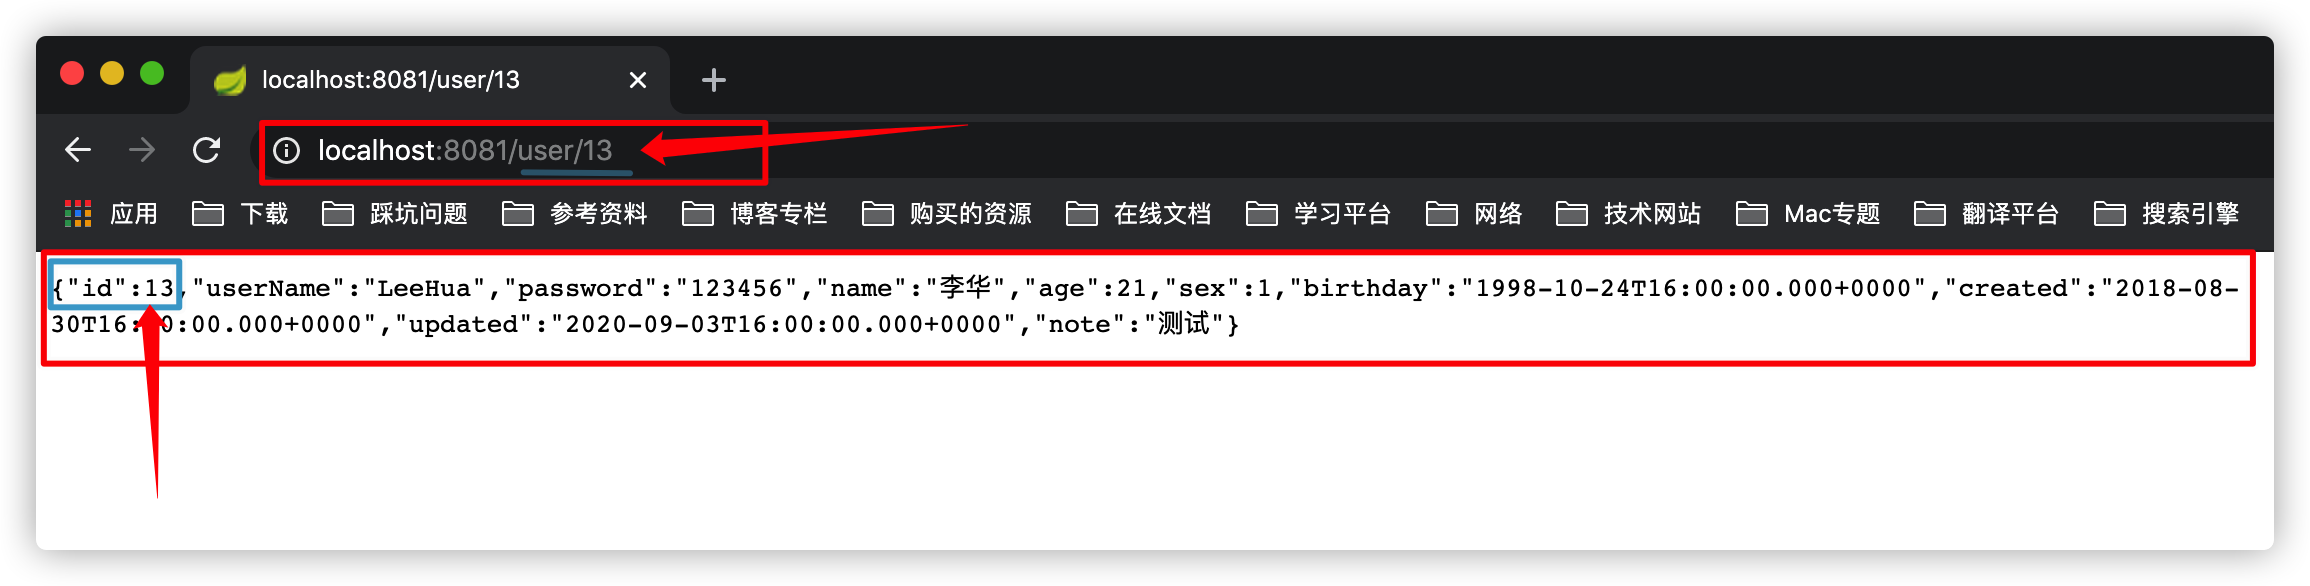 localhost:8081/user/13
localhost:8081/user/13
应用 下载 踩坑问题 参考资料 博客专栏 购买的资源 在线文档 学习平台 网络 技术网站 Mac专题 翻译平台 搜索引擎
{"id":13,"userName":"LeeHua","password":"123456","name":"李华","age":21,"sex":1,"birthday":"1998-10-24T16:00:00.000+0000","created":"2018-08-
30T16:00:00.000+0000","updated":"2020-09-03T16:00:00.000+0000","note":"测试"}